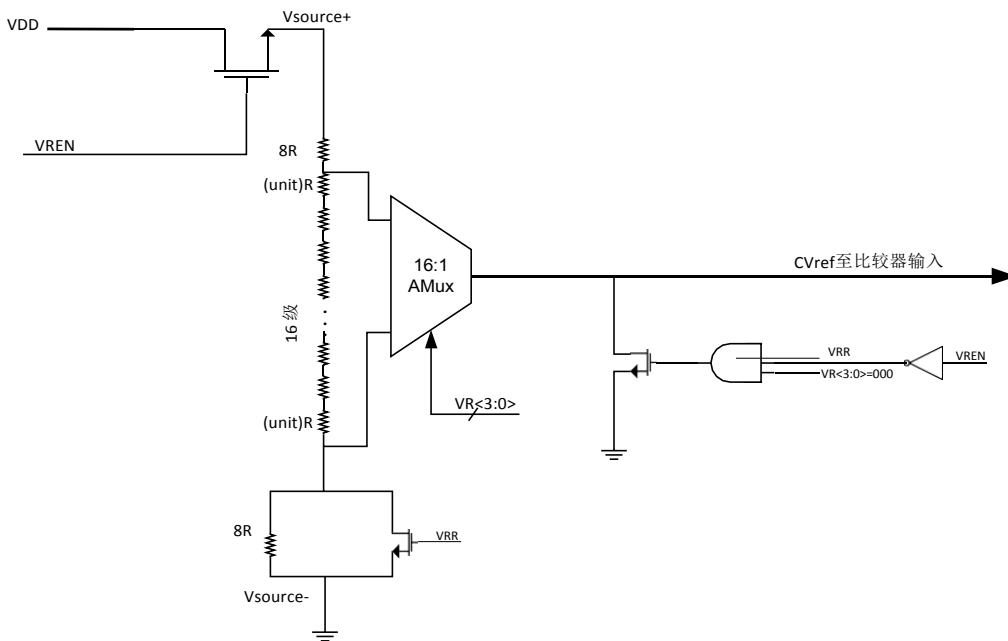 Vsource+
VDD
VREN
8R
(unit)R
16:1
AMux
CVref至比较器输入
16 级
VRR
VREN
VR<3:0>=000
VR<3:0>
(unit)R
8R
VRR
Vsource-